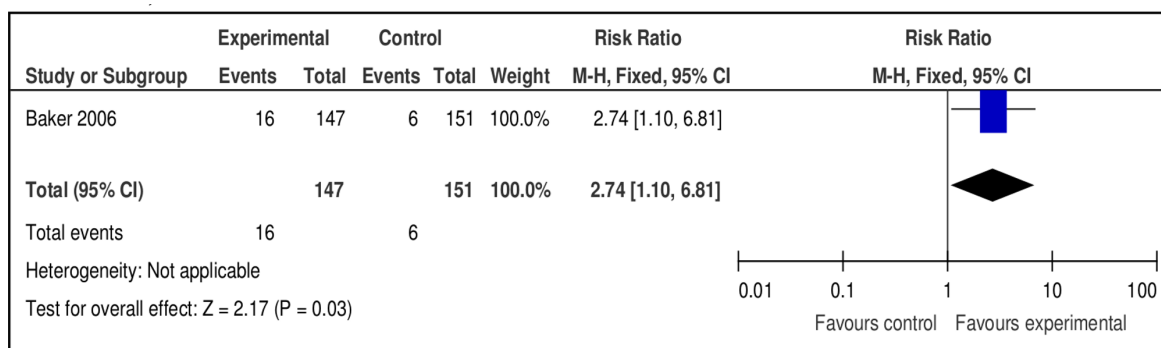 Experimental Control Risk Ratio Risk Ratio
Study or Subgroup Events Total Events Total Weight M-H, Fixed, 95% CI M-H, Fixed, 95% CI
Baker 2006 16 147 6 151 100.0% 2.74 [1.10, 6.81]
Total (95% CI) 147 151 100.0% 2.74 [1.10, 6.81]
Total events 16 6
Heterogeneity: Not applicable
Test for overall effect: Z = 2.17 (P = 0.03)
0.01 0.1 1 10 100
Favours control Favours experimental